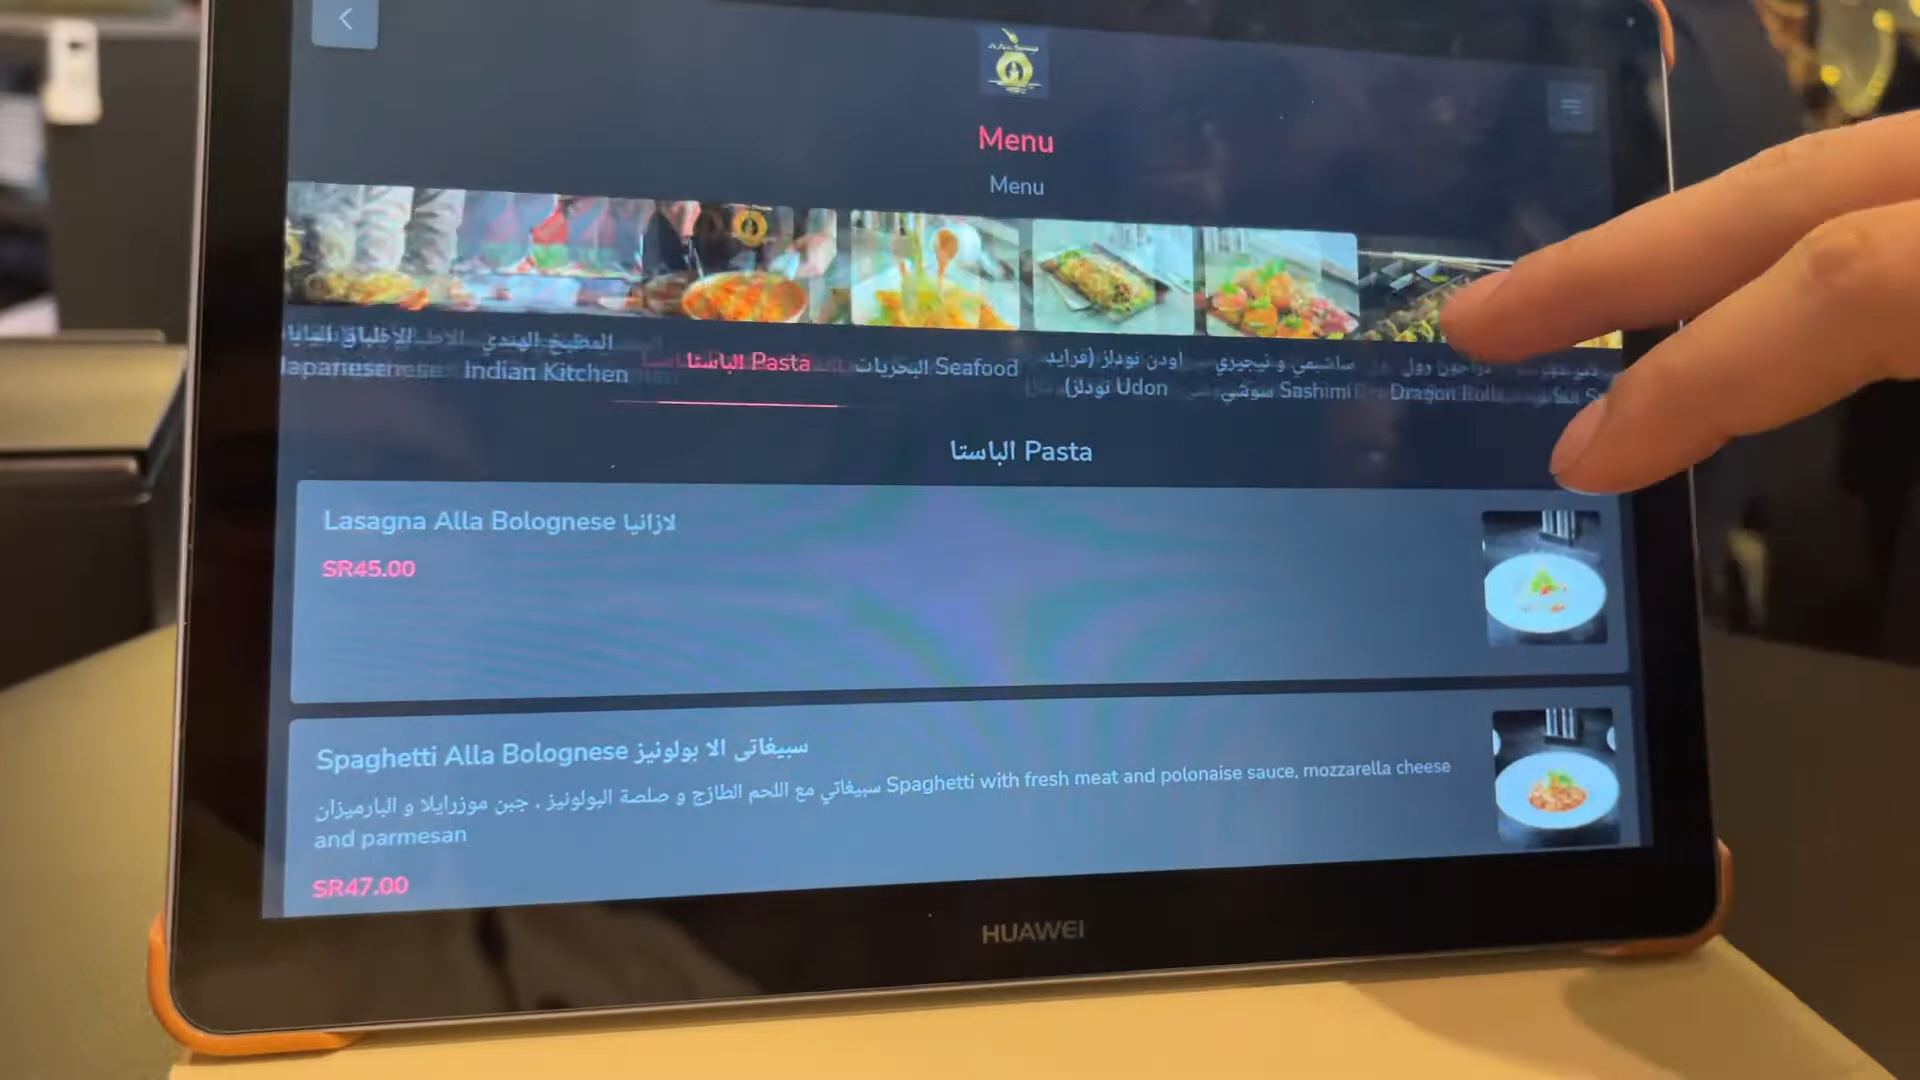 Menu
Menu
المطبخ الهندي
Indian Kitchen
الباستا Pasta
البحريات Seafood
اودن نودلز (فرايد
نودلز) Udon
ساشيمي و نيجيري
سوشي Sashimi
Dragon Rolls
الباستا Pasta
Lasagna Alla Bolognese لازانيا
SR45.00
Spaghetti Alla Bolognese سبيغاتى الا بولونيز
سبيغاتي مع اللحم الطازج و صلصة البولونيز . جبن موزرايلا و البارميزان Spaghetti with fresh meat and polonaise sauce, mozzarella cheese
and parmesan
SR47.00
HUAWEI